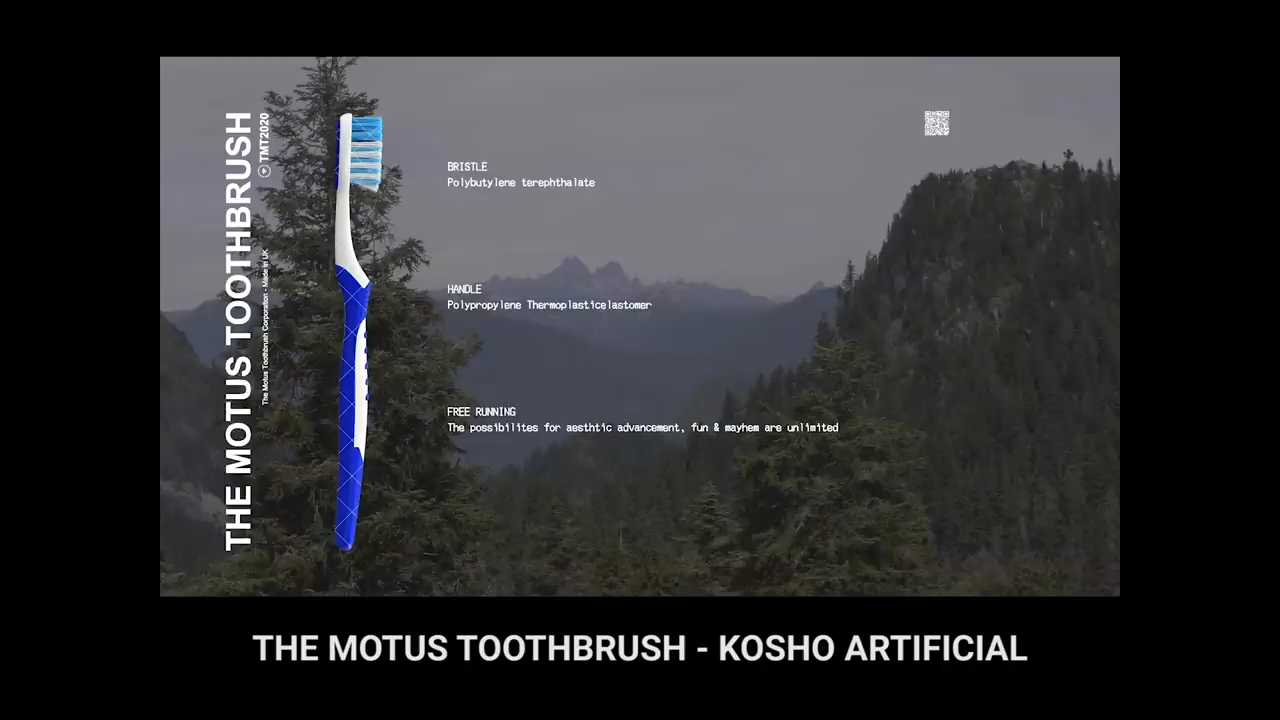 THE MOTUS TOOTHBRUSH
TMT2020
The Motus Toothbrush Corporation - Made in UK
BRISTLE
Polybutylene terephthalate
HANDLE
Polypropylene Thermoplasticelastomer
FREE RUNNING
The possibilites for aesthtic advancement, fun & mayhem are unlimited
THE MOTUS TOOTHBRUSH - KOSHO ARTIFICIAL